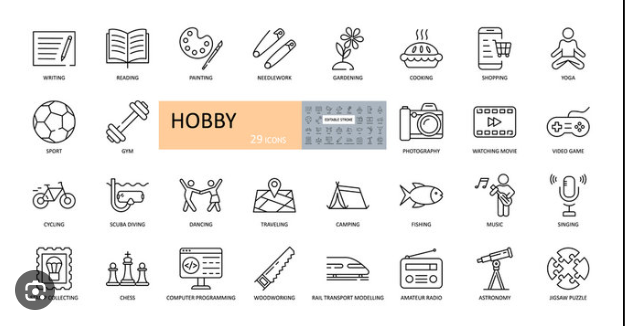 WRITING
READING
PAINTING
NEEDLEWORK
GARDENING
COOKING
SHOPPING
YOGA
SPORT
GYM
HOBBY
29 ICONS
EDITABLE STROKE
PHOTOGRAPHY
WATCHING MOVIE
VIDEO GAME
CYCLING
SCUBA DIVING
DANCING
TRAVELING
CAMPING
FISHING
MUSIC
SINGING
COLLECTING
CHESS
COMPUTER PROGRAMMING
WOODWORKING
RAIL TRANSPORT MODELLING
AMATEUR RADIO
ASTRONOMY
JIGSAW PUZZLE